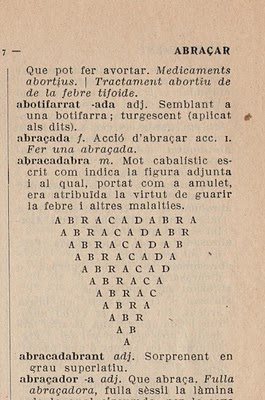 7 — ABRAÇAR
Que pot fer avortar. Medicaments
abortius. | Tractament abortiu de
de la febre tifoide.
abotifarrat -ada adj. Semblant a
una botifarra; turgescent (aplicat
als dits).
abraçada f. Acció d'abraçar acc. 1.
Fer una abraçada.
abracadabra m. Mot cabalístic es-
crit com indica la figura adjunta
i al qual, portat com a amulet,
era atribuïda la virtut de guarir
la febre i altres malalties.
A B R A C A D A B R A
A B R A C A D A B R
A B R A C A D A B
A B R A C A D A
A B R A C A D
A B R A C A
A B R A C
A B R A
A B R
A B
A
abracadabrant adj. Sorprenent en
grau superlatiu.
abraçador -a adj. Que abraça. Fulla
abraçadora, fulla sèssil la làmina